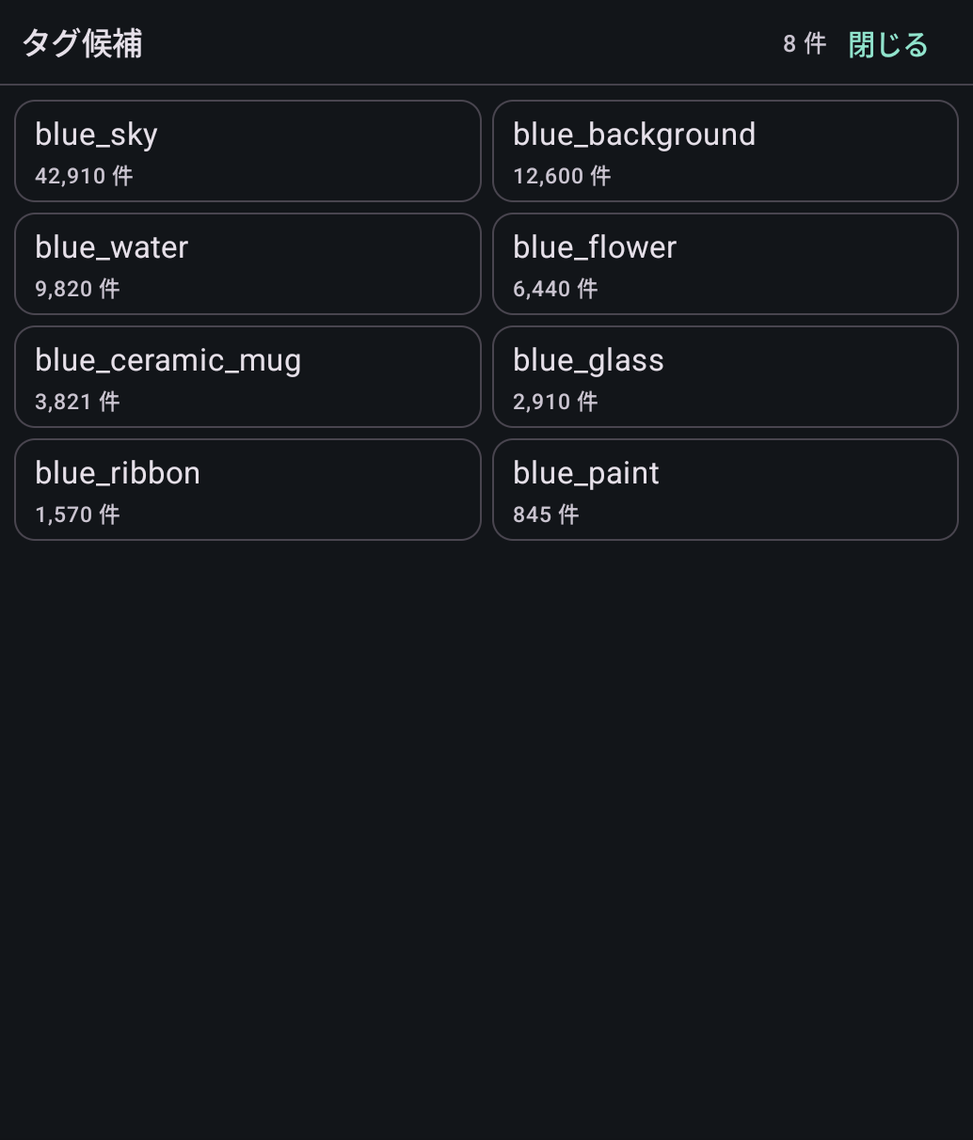 タグ候補
8 件 閉じる
blue_sky
42,910 件
blue_background
12,600 件
blue_water
9,820 件
blue_flower
6,440 件
blue_ceramic_mug
3,821 件
blue_glass
2,910 件
blue_ribbon
1,570 件
blue_paint
845 件